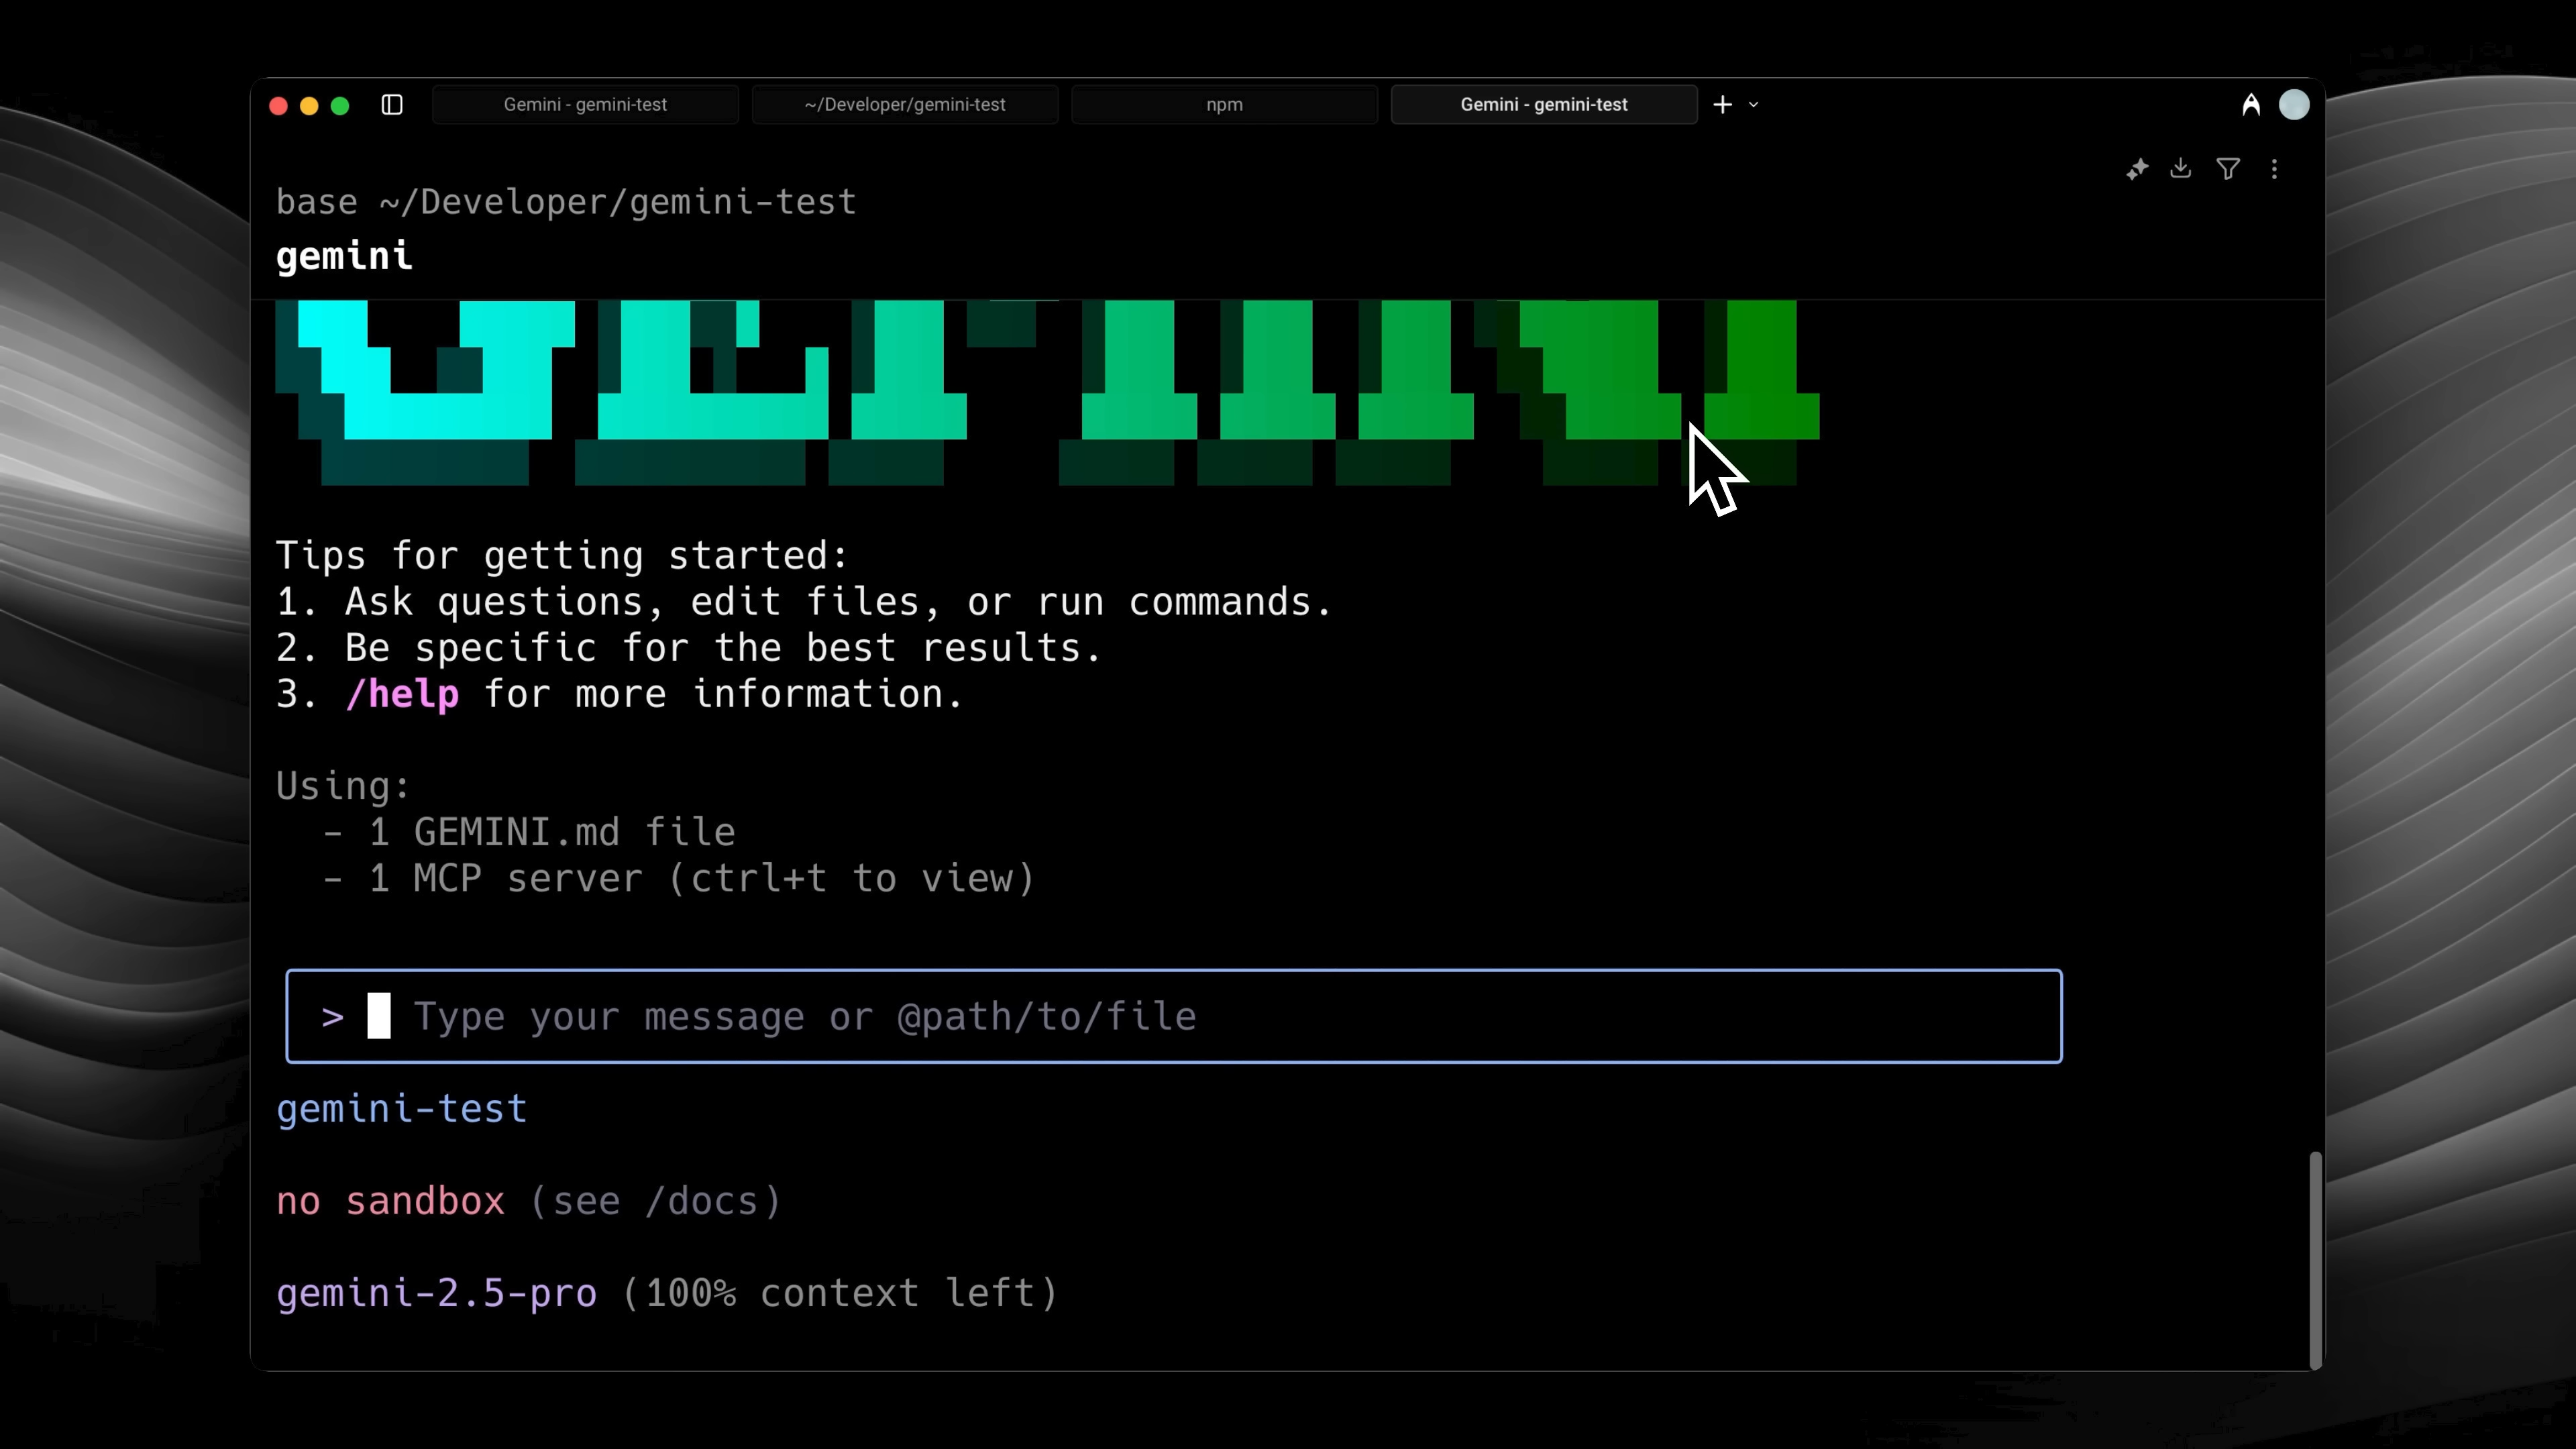 Gemini - gemini-test
~/Developer/gemini-test
npm
Gemini - gemini-test
base ~/Developer/gemini-test
gemini
GEMINI
Tips for getting started:
1. Ask questions, edit files, or run commands.
2. Be specific for the best results.
3. /help for more information.
Using:
- 1 GEMINI.md file
- 1 MCP server (ctrl+t to view)
> Type your message or @path/to/file
gemini-test
no sandbox (see /docs)
gemini-2.5-pro (100% context left)